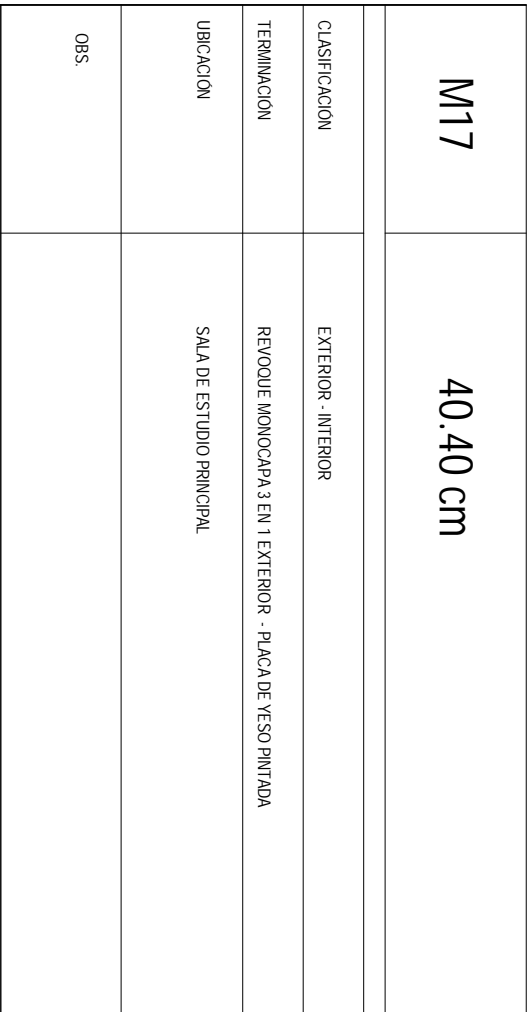 M17
40.40 cm
CLASIFICACIÓN
EXTERIOR - INTERIOR
TERMINACIÓN
REVOQUE MONOCAPA 3 EN 1 EXTERIOR - PLACA DE YESO PINTADA
UBICACIÓN
SALA DE ESTUDIO PRINCIPAL
OBS.